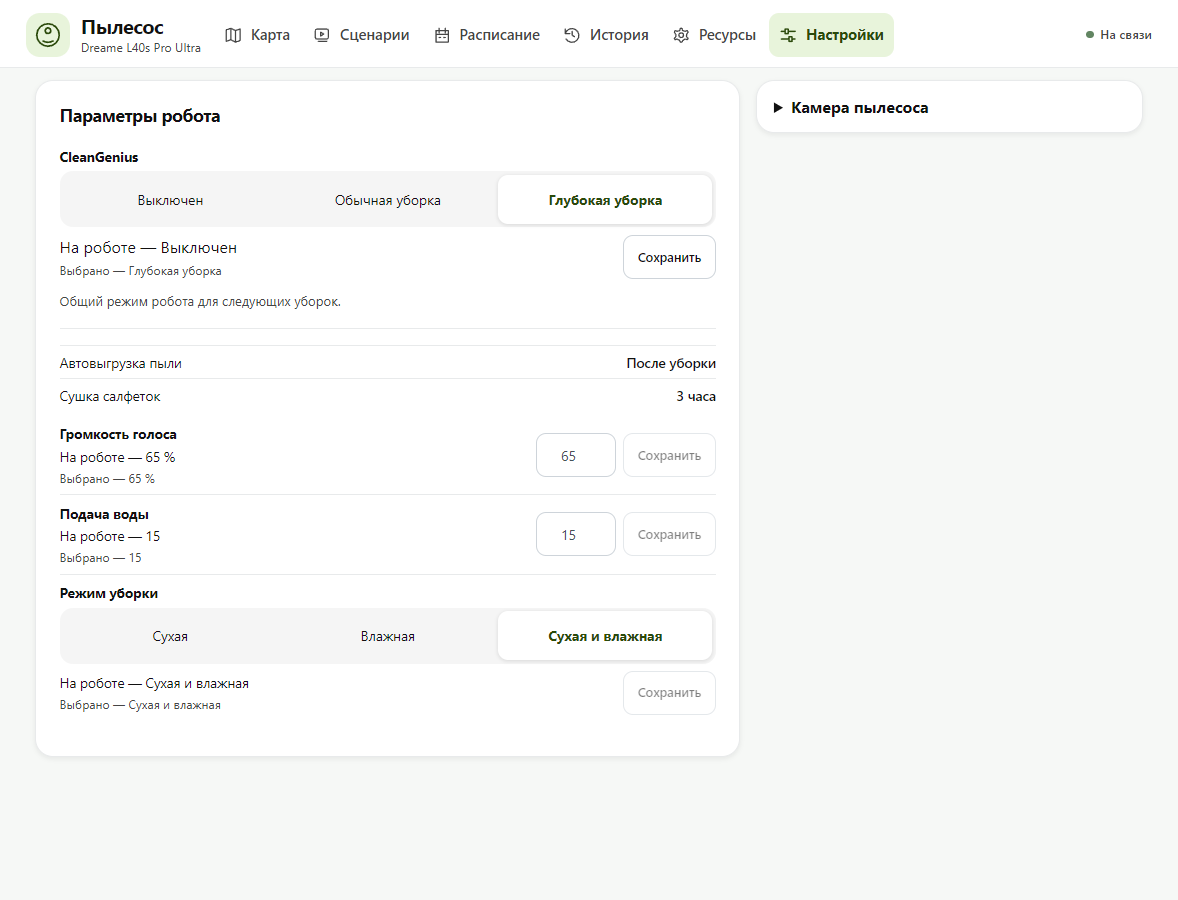 Пылесос
Dreame L40s Pro Ultra
Карта
Сценарии
Расписание
История
Ресурсы
Настройки
На связи
Параметры робота
CleanGenius
Выключен
Обычная уборка
Глубокая уборка
На роботе — Выключен
Выбрано — Глубокая уборка
Сохранить
Общий режим робота для следующих уборок.
Автовыгрузка пыли
После уборки
Сушка салфеток
3 часа
Громкость голоса
На роботе — 65 %
Выбрано — 65 %
65
Сохранить
Подача воды
На роботе — 15
Выбрано — 15
15
Сохранить
Режим уборки
Сухая
Влажная
Сухая и влажная
На роботе — Сухая и влажная
Выбрано — Сухая и влажная
Сохранить
Камера пылесоса